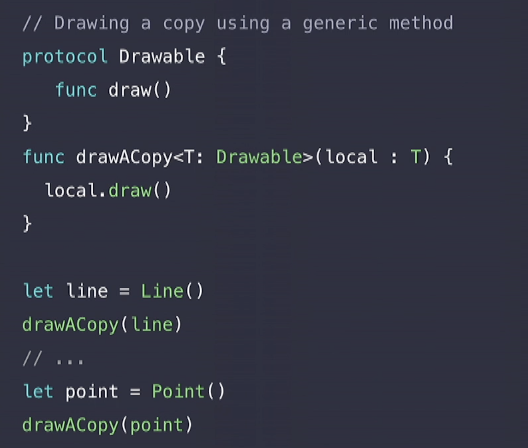 // Drawing a copy using a generic method
protocol Drawable {
   func draw()
}
func drawACopy<T: Drawable>(local : T) {
  local.draw()
}

let line = Line()
drawACopy(line)
// ...
let point = Point()
drawACopy(point)